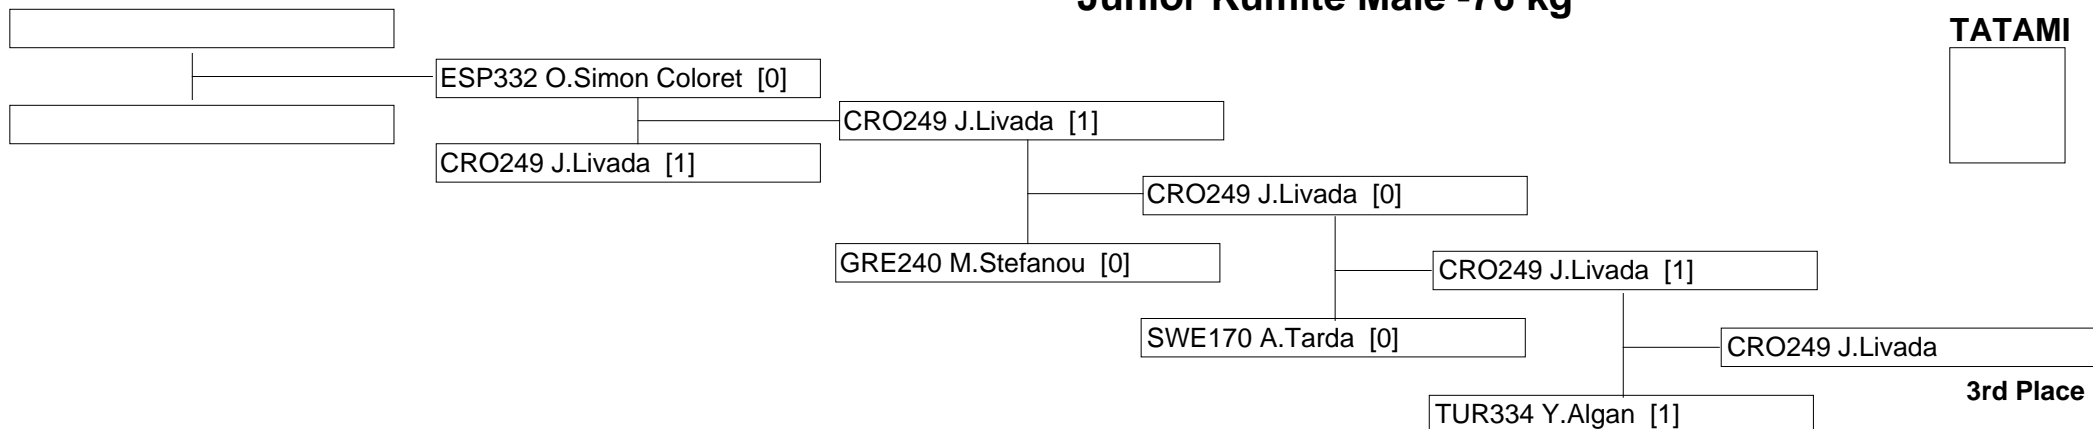 Junior Kumite Male -76 kg
TATAMI
ESP332 O.Simon Coloret [0]
CRO249 J.Livada [1]
CRO249 J.Livada [1]
CRO249 J.Livada [0]
GRE240 M.Stefanou [0]
CRO249 J.Livada [1]
SWE170 A.Tarda [0]
CRO249 J.Livada
3rd Place
TUR334 Y.Algan [1]